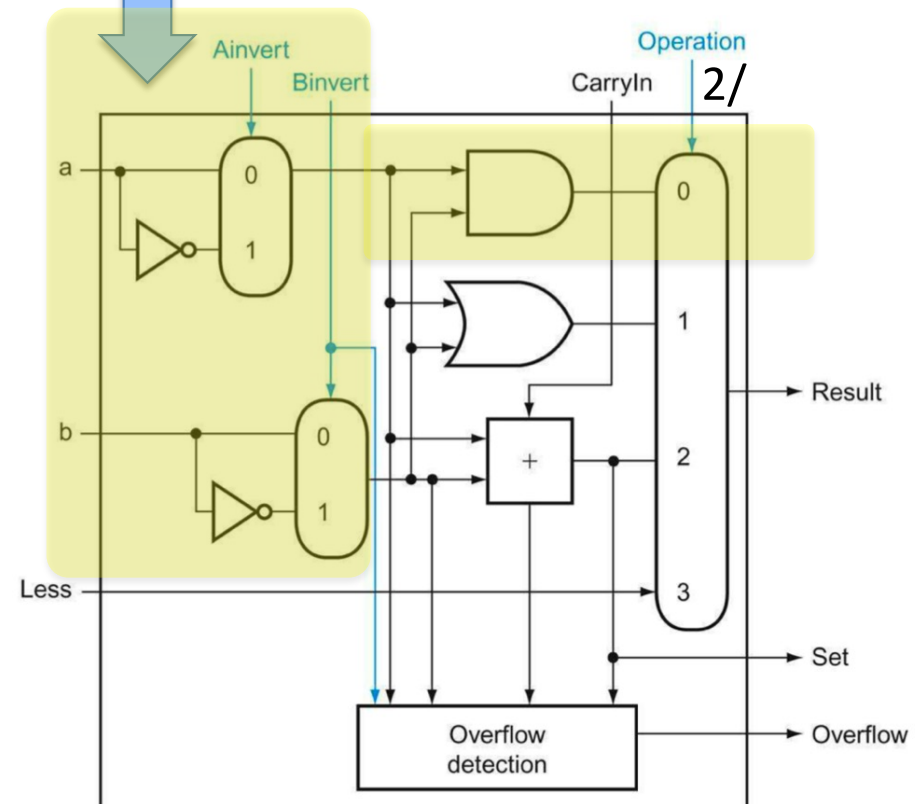 Operation
Ainvert
Binvert
CarryIn
2/
a
0
0
1
1
Result
b
0
+
2
1
Less
3
Set
Overflow
detection
Overflow